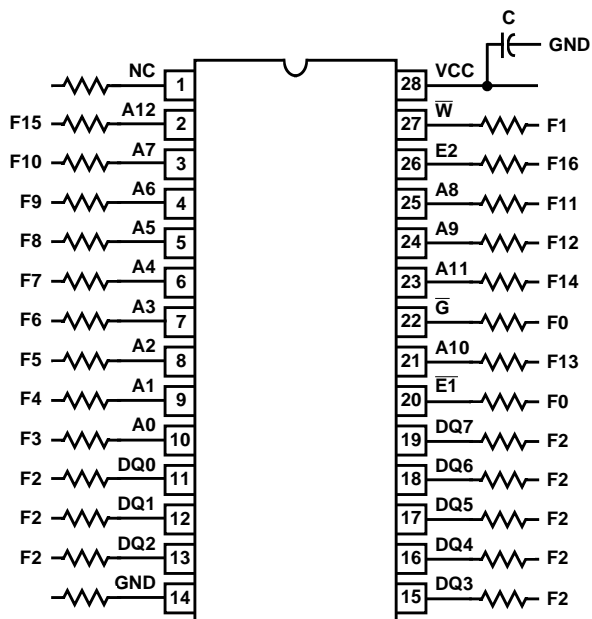 C
GND
NC 1 28 VCC
F15 A12 2 27 W̅ F1
F10 A7 3 26 E2 F16
F9 A6 4 25 A8 F11
F8 A5 5 24 A9 F12
F7 A4 6 23 A11 F14
F6 A3 7 22 G̅ F0
F5 A2 8 21 A10 F13
F4 A1 9 20 E̅1̅ F0
F3 A0 10 19 DQ7 F2
F2 DQ0 11 18 DQ6 F2
F2 DQ1 12 17 DQ5 F2
F2 DQ2 13 16 DQ4 F2
GND 14 15 DQ3 F2